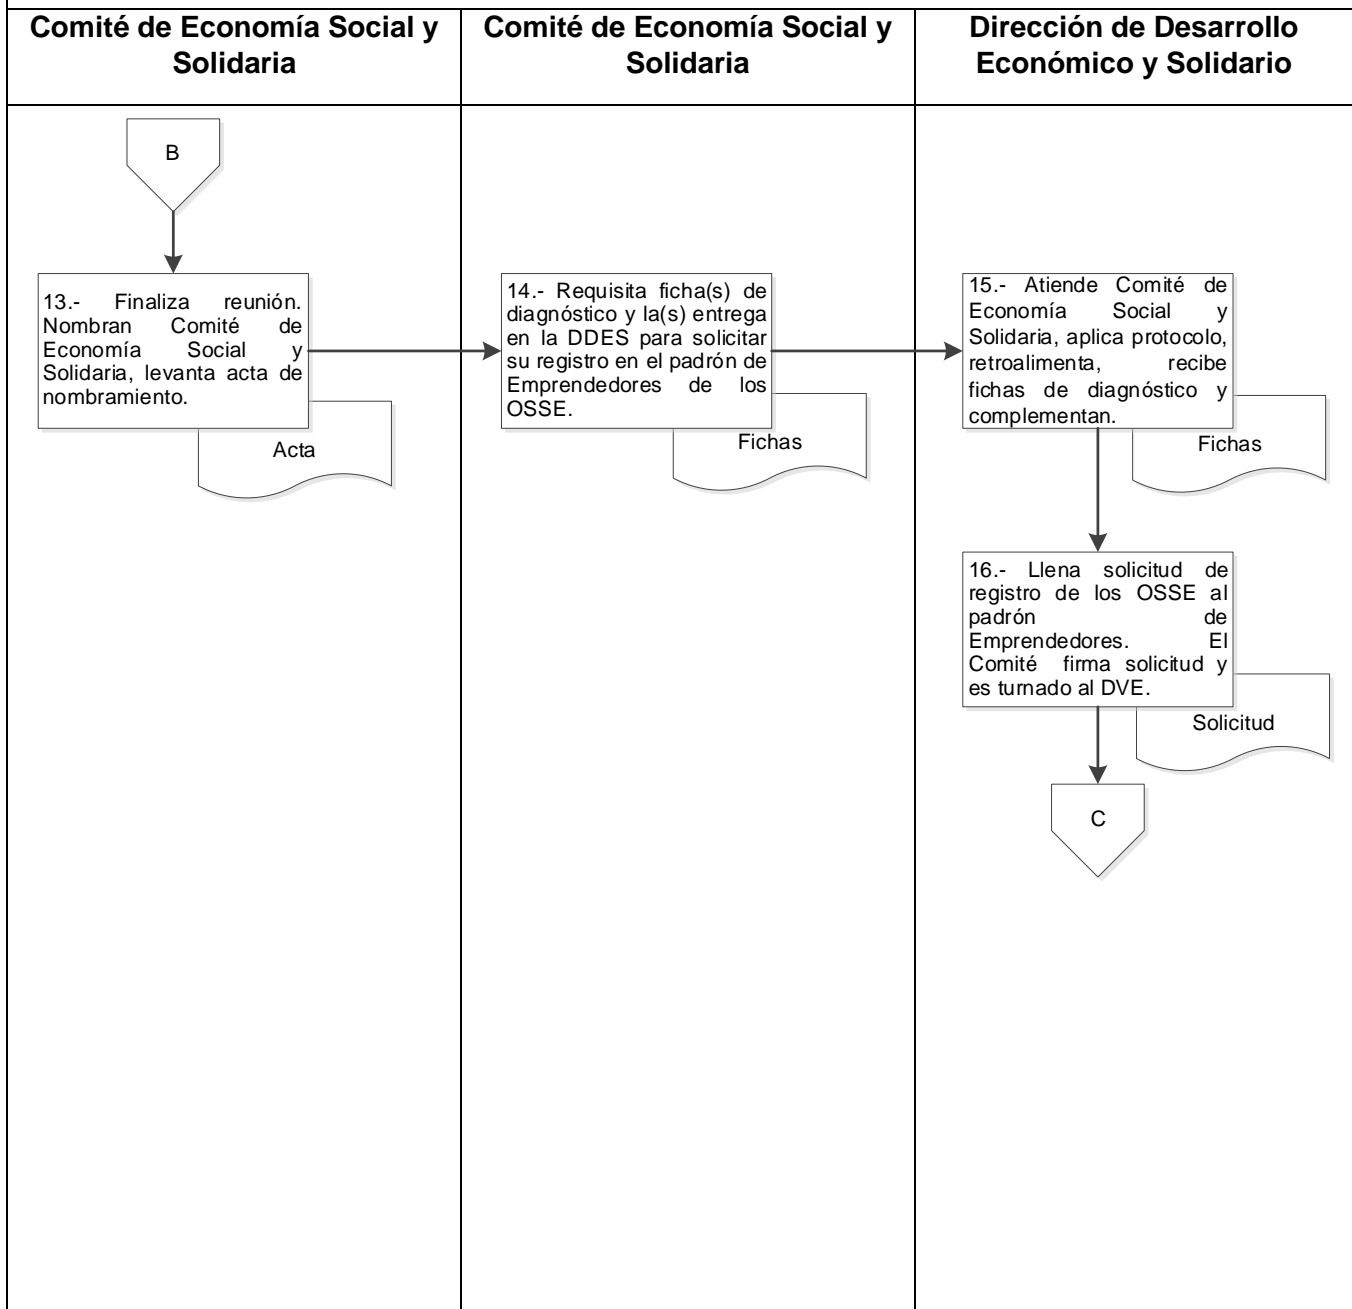 Comité de Economía Social y
Solidaria
Comité de Economía Social y
Solidaria
Dirección de Desarrollo
Económico y Solidario
B
13.- Finaliza reunión.
Nombran Comité de
Economía Social y
Solidaria, levanta acta de
nombramiento.
Acta
14.- Requisita ficha(s) de
diagnóstico y la(s) entrega
en la DDES para solicitar
su registro en el padrón de
Emprendedores de los
OSSE.
Fichas
15.- Atiende Comité de
Economía Social y
Solidaria, aplica protocolo,
retroalimenta, recibe
fichas de diagnóstico y
complementan.
Fichas
16.- Llena solicitud de
registro de los OSSE al
padrón de
Emprendedores. El
Comité firma solicitud y
es turnado al DVE.
Solicitud
C